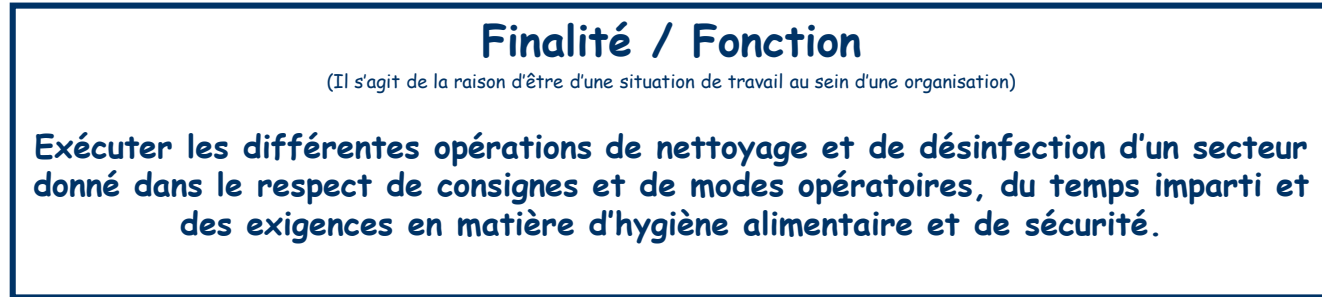 Finalité / Fonction
(Il s’agit de la raison d’être d’une situation de travail au sein d’une organisation)
Exécuter les différentes opérations de nettoyage et de désinfection d’un secteur
donné dans le respect de consignes et de modes opératoires, du temps imparti et
des exigences en matière d’hygiène alimentaire et de sécurité.